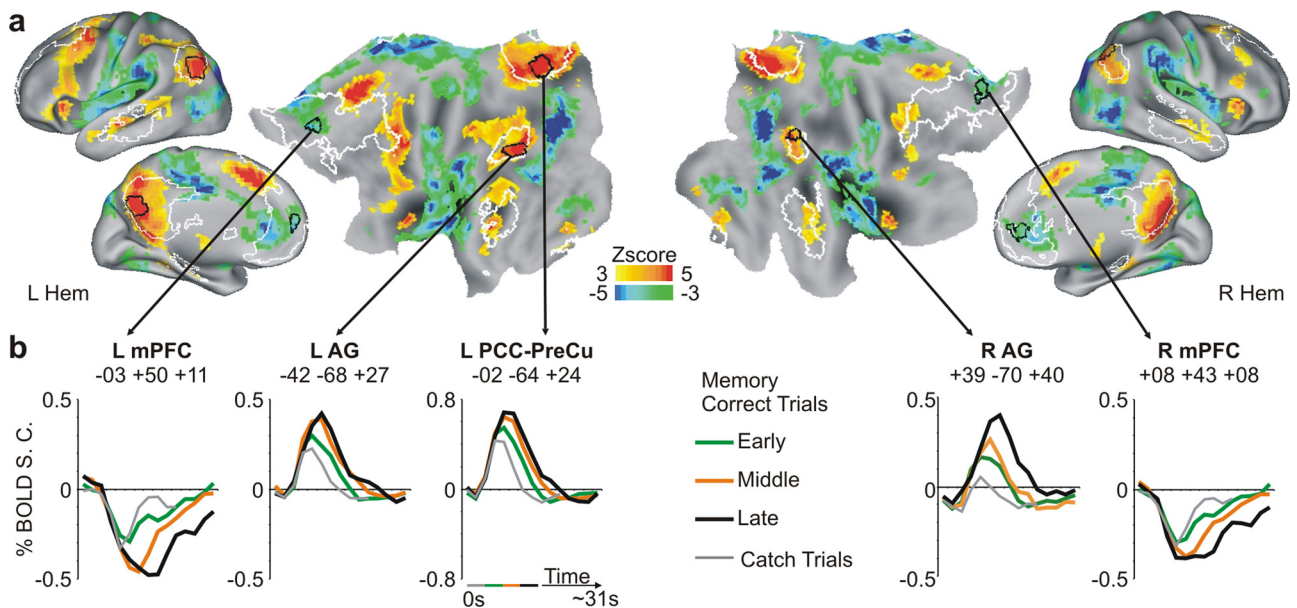 a
Zscore
3 5
-5 -3
L Hem
R Hem
b
L mPFC
-03 +50 +11
L AG
-42 -68 +27
L PCC-PreCu
-02 -64 +24
R AG
+39 -70 +40
R mPFC
+08 +43 +08
% BOLD S. C.
0.5
0
-0.5
0.5
0
-0.5
0.8
0
-0.8
Time
0s
~31s
Memory
Correct Trials
Early
Middle
Late
Catch Trials
0.5
0
-0.5
0.5
0
-0.5